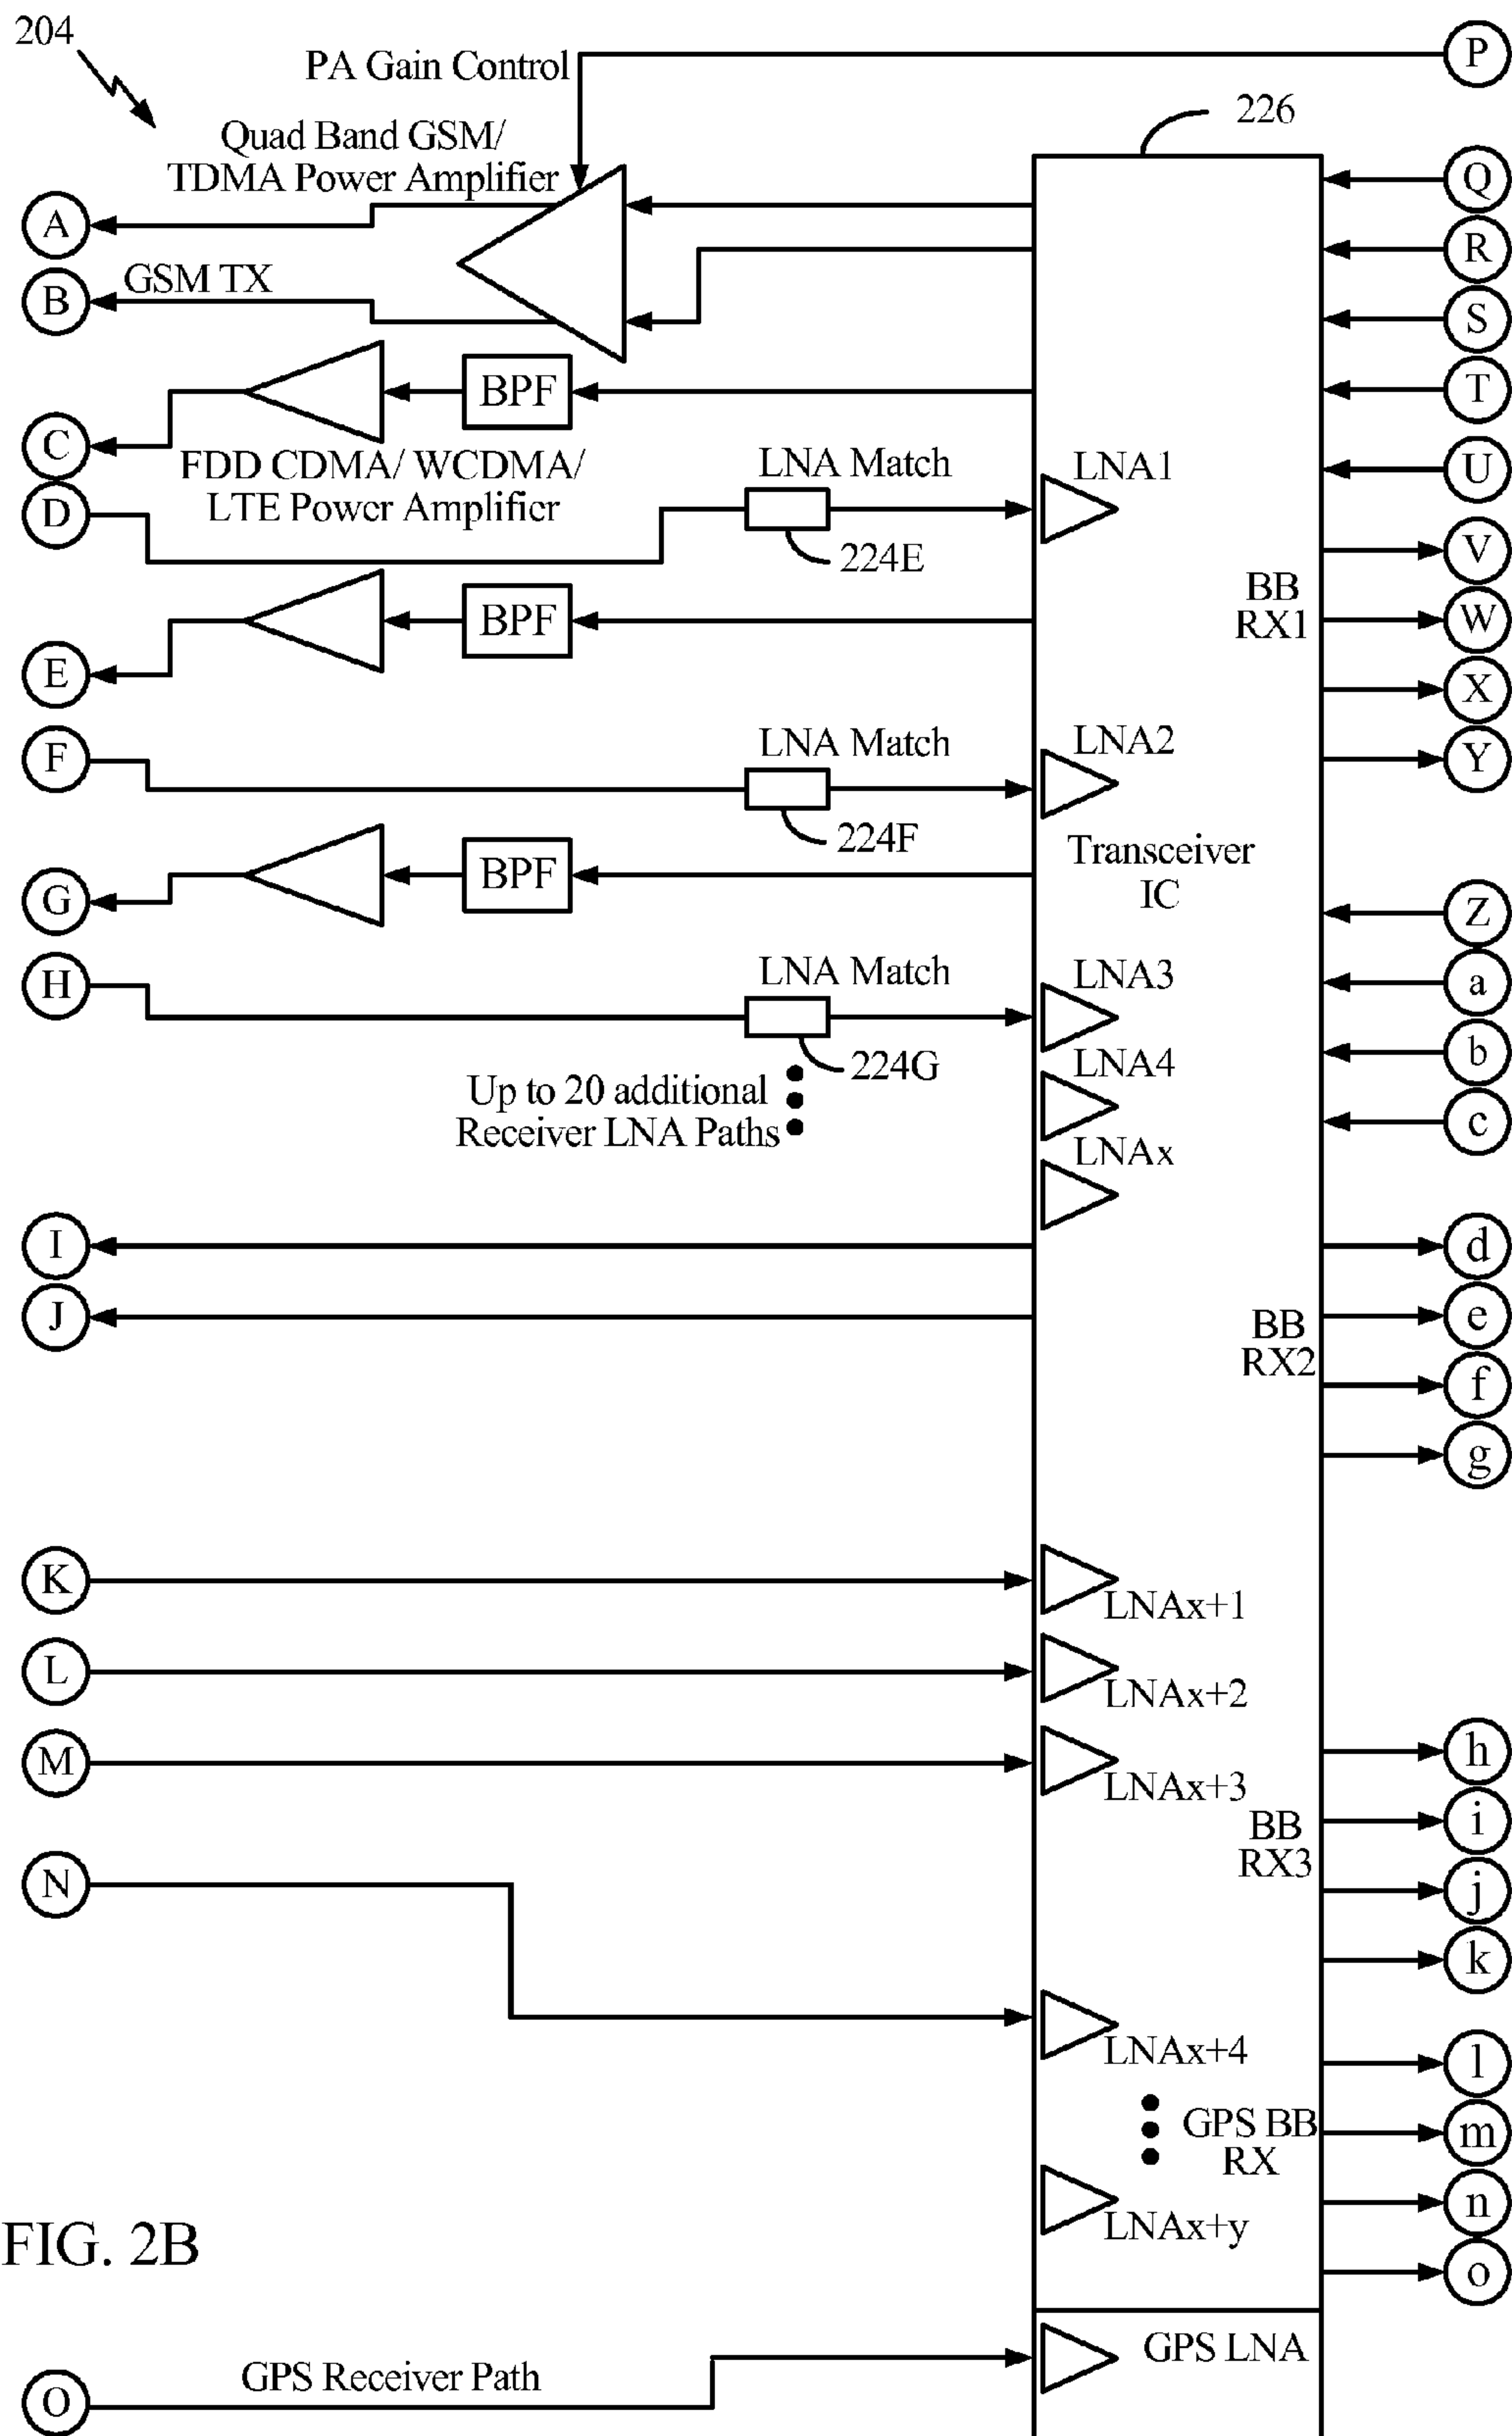 204
PA Gain Control
P
226
Quad Band GSM/
TDMA Power Amplifier
Q
A
R
GSM TX
B
S
BPF
T
C
FDD CDMA/ WCDMA/
LTE Power Amplifier
LNA Match
LNA1
U
D
224E
V
BB
RX1
BPF
W
E
X
LNA Match
LNA2
F
Y
224F
Transceiver
IC
BPF
G
Z
LNA Match
LNA3
H
a
224G
LNA4
b
Up to 20 additional
Receiver LNA Paths
c
LNAx
I
d
J
BB
RX2
e
f
g
K
LNAx+1
L
LNAx+2
M
h
LNAx+3
BB
RX3
i
N
j
k
LNAx+4
l
GPS BB
RX
m
n
LNAx+y
FIG. 2B
o
GPS LNA
GPS Receiver Path
O